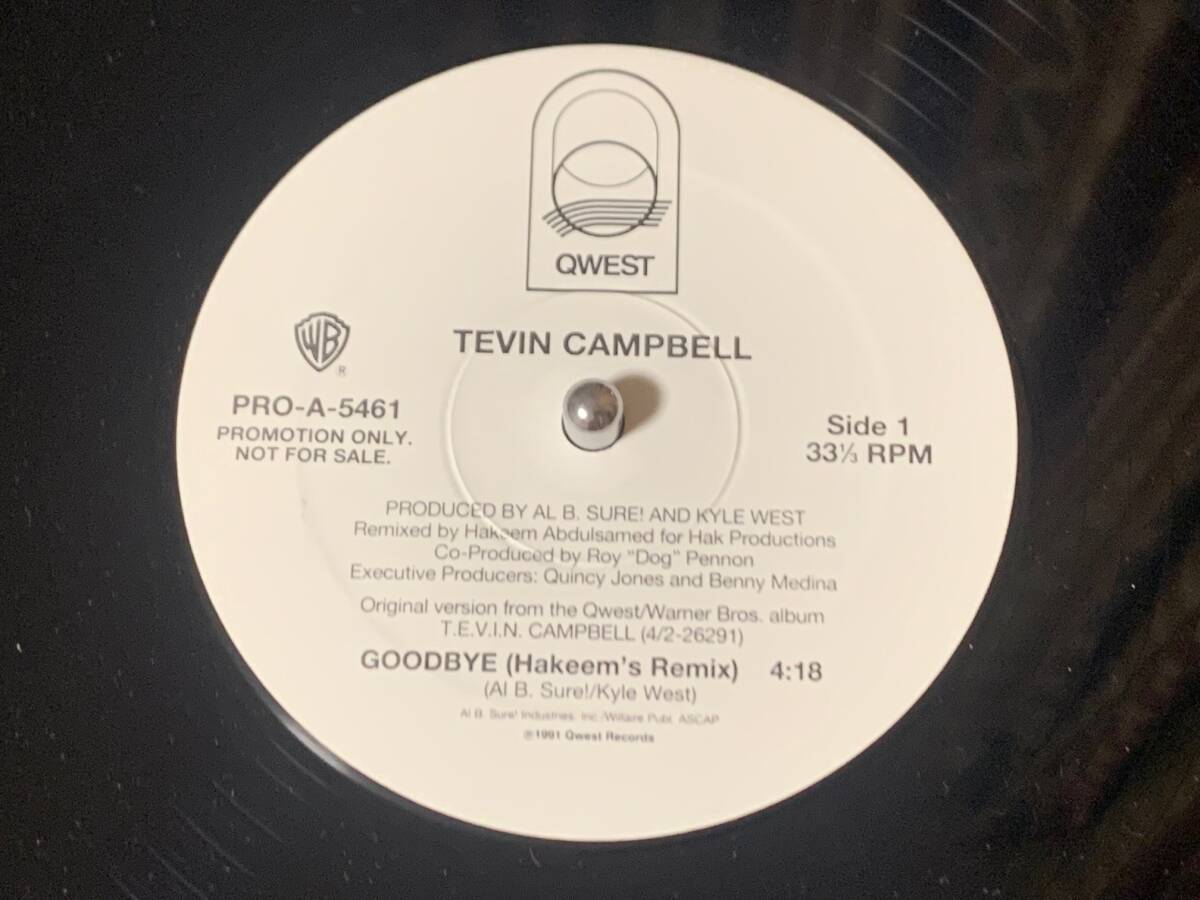 QWEST
TEVIN CAMPBELL
WB
®
PRO-A-5461
PROMOTION ONLY.
NOT FOR SALE.
Side 1
33⅓ RPM
PRODUCED BY AL B. SURE! AND KYLE WEST
Remixed by Hakeem Abdulsamed for Hak Productions
Co-Produced by Roy "Dog" Pennon
Executive Producers: Quincy Jones and Benny Medina
Original version from the Qwest/Warner Bros. album
T.E.V.I.N. CAMPBELL (4/2-26291)
GOODBYE (Hakeem's Remix) 4:18
(Al B. Sure!/Kyle West)
Al B. Sure! Industries, Inc./Willaire Publ. ASCAP
℗1991 Qwest Records